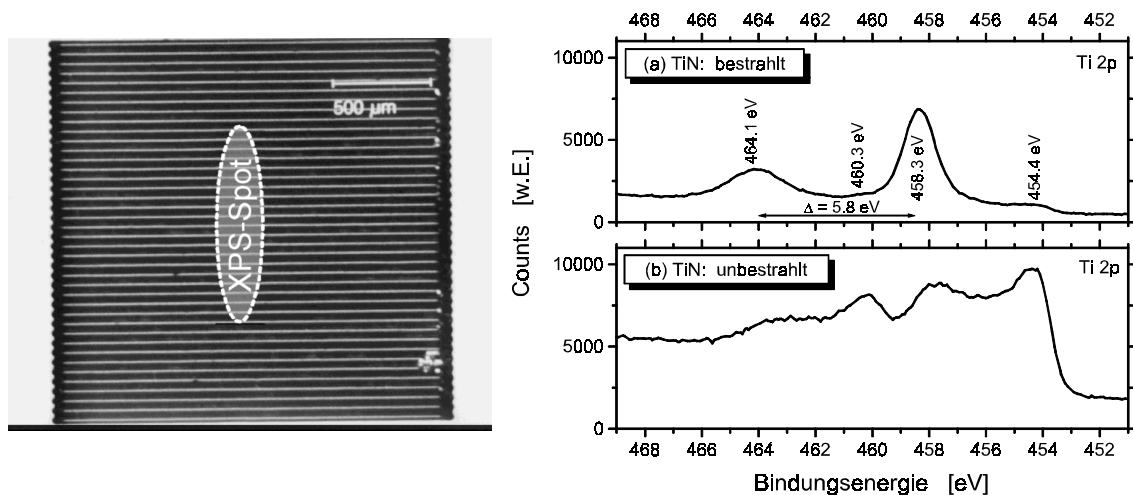 500 µm
XPS-Spot
468 466 464 462 460 458 456 454 452
10000
5000
0
(a) TiN: bestrahlt
Ti 2p
464.1 eV
460.3 eV
458.3 eV
454.4 eV
Δ = 5.8 eV
Counts [w.E.]
10000
5000
0
(b) TiN: unbestrahlt
Ti 2p
468 466 464 462 460 458 456 454 452
Bindungsenergie [eV]